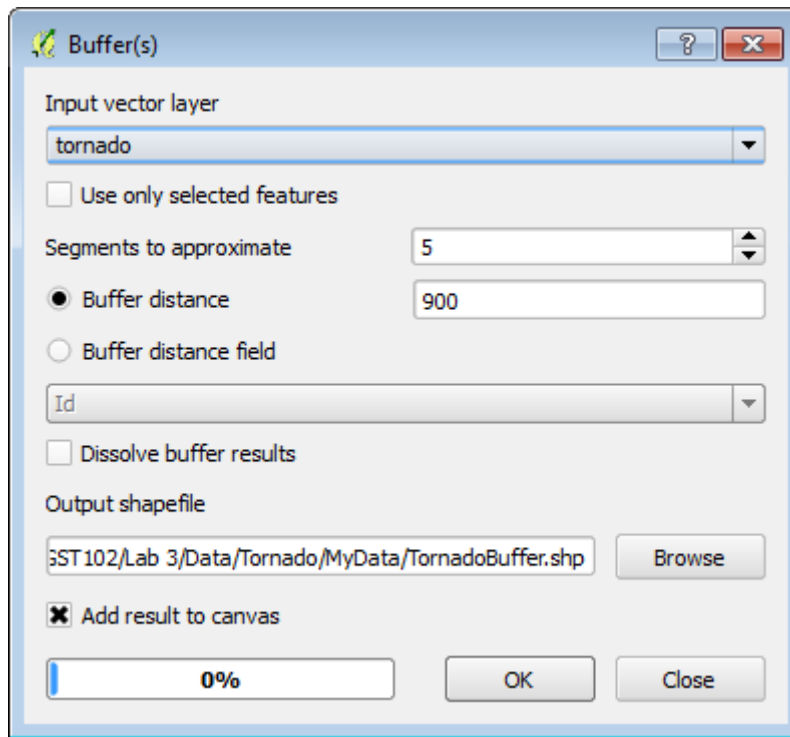 Buffer(s)
Input vector layer
tornado
Use only selected features
Segments to approximate 5
Buffer distance 900
Buffer distance field
Id
Dissolve buffer results
Output shapefile
GST102/Lab 3/Data/Tornado/MyData/TornadoBuffer.shp Browse
Add result to canvas
0% OK Close